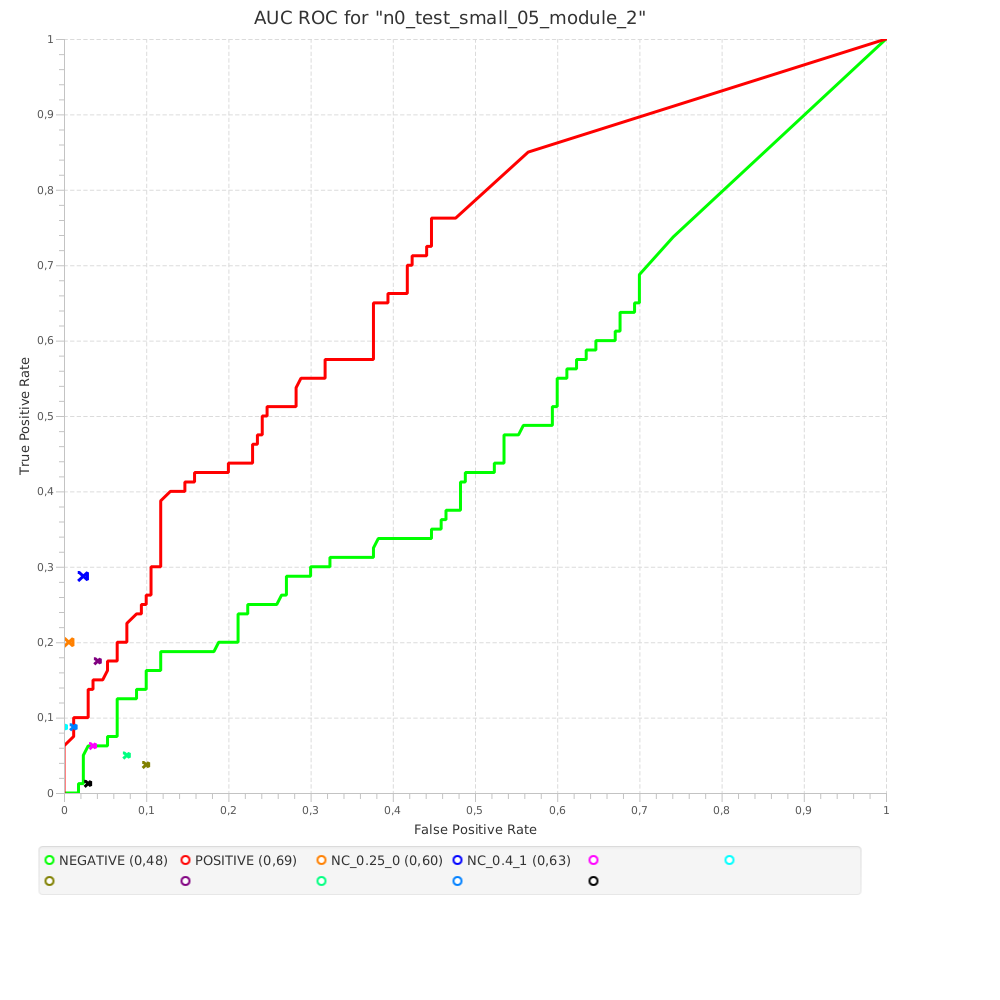 AUC ROC for "n0_test_small_05_module_2"
1
0,9
0,8
0,7
0,6
0,5
0,4
0,3
0,2
0,1
0
True Positive Rate
0 0,1 0,2 0,3 0,4 0,5 0,6 0,7 0,8 0,9 1
False Positive Rate
NEGATIVE (0,48) POSITIVE (0,69) NC_0.25_0 (0,60) NC_0.4_1 (0,63)